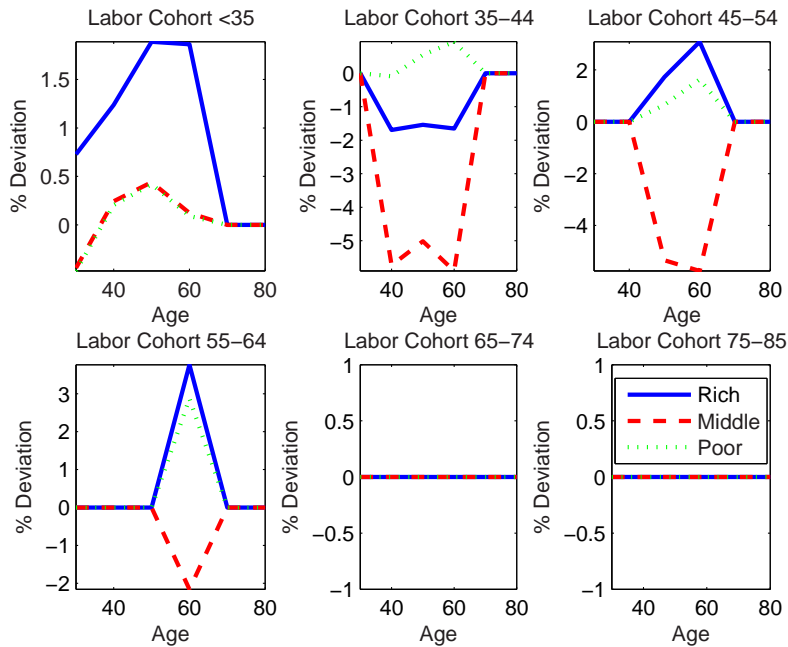 Labor Cohort <35
% Deviation
1.5
1
0.5
0
40
60
80
Age
Labor Cohort 35−44
% Deviation
0
−1
−2
−3
−4
−5
40
60
80
Age
Labor Cohort 45−54
% Deviation
2
0
−2
−4
40
60
80
Age
Labor Cohort 55−64
% Deviation
3
2
1
0
−1
−2
40
60
80
Age
Labor Cohort 65−74
% Deviation
1
0.5
0
−0.5
−1
40
60
80
Age
Labor Cohort 75−85
% Deviation
1
0.5
0
−0.5
−1
Rich
Middle
Poor
40
60
80
Age